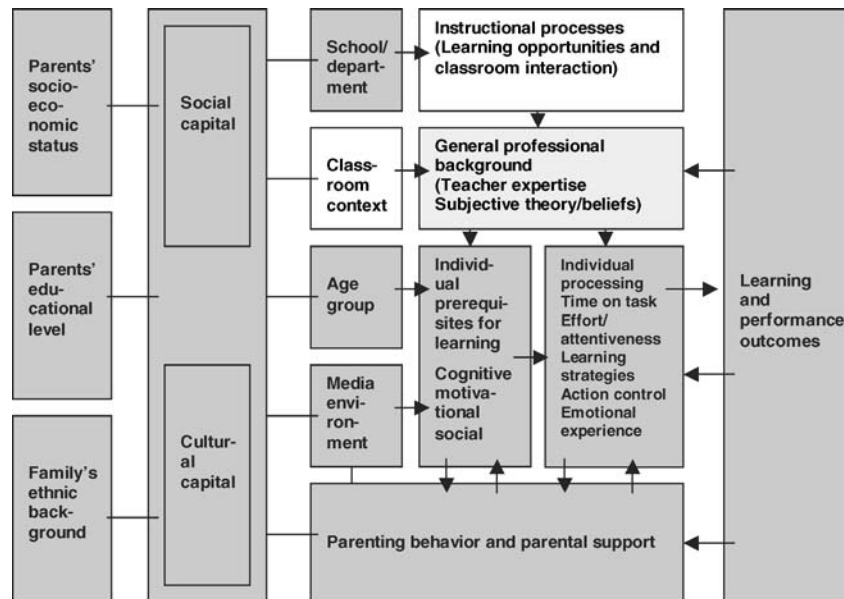 Parents'
socio-
eco-
nomic
status
Parents'
edu-
cational
level
Family's
ethnic
back-
ground
Social
capital
Cultur-
al
capital
School/
depart-
ment
Class-
room
context
Age
group
Media
envi-
ron-
ment
Instructional processes
(Learning opportunities and
classroom interaction)
General professional
background
(Teacher expertise
Subjective theory/beliefs)
Individ-
ual
prerequi-
sites for
learning
Cognitive
motiva-
tional
social
Individual
processing
Time on task
Effort/
attentiveness
Learning
strategies
Action control
Emotional
experience
Parenting behavior and parental support
Learning
and
performance
outcomes